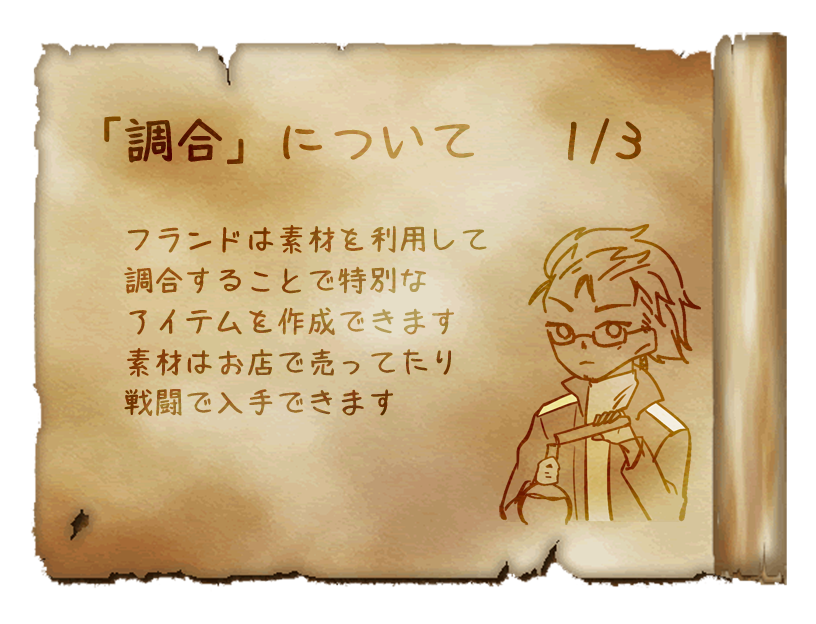 「調合」について 1/3
フランドは素材を利用して
調合することで特別な
アイテムを作成できます
素材はお店で売ってたり
戦闘で入手できます